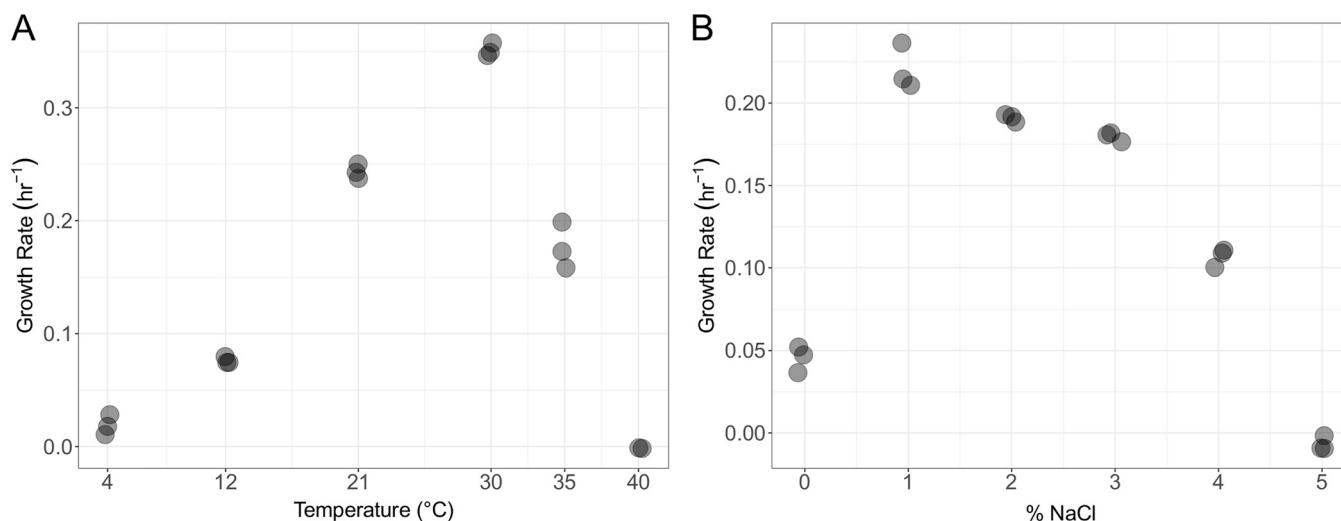 A
Growth Rate (hr⁻¹)
0.3
0.2
0.1
0.0
4 12 21 30 35 40
Temperature (°C)
B
Growth Rate (hr⁻¹)
0.20
0.15
0.10
0.05
0.00
0 1 2 3 4 5
% NaCl